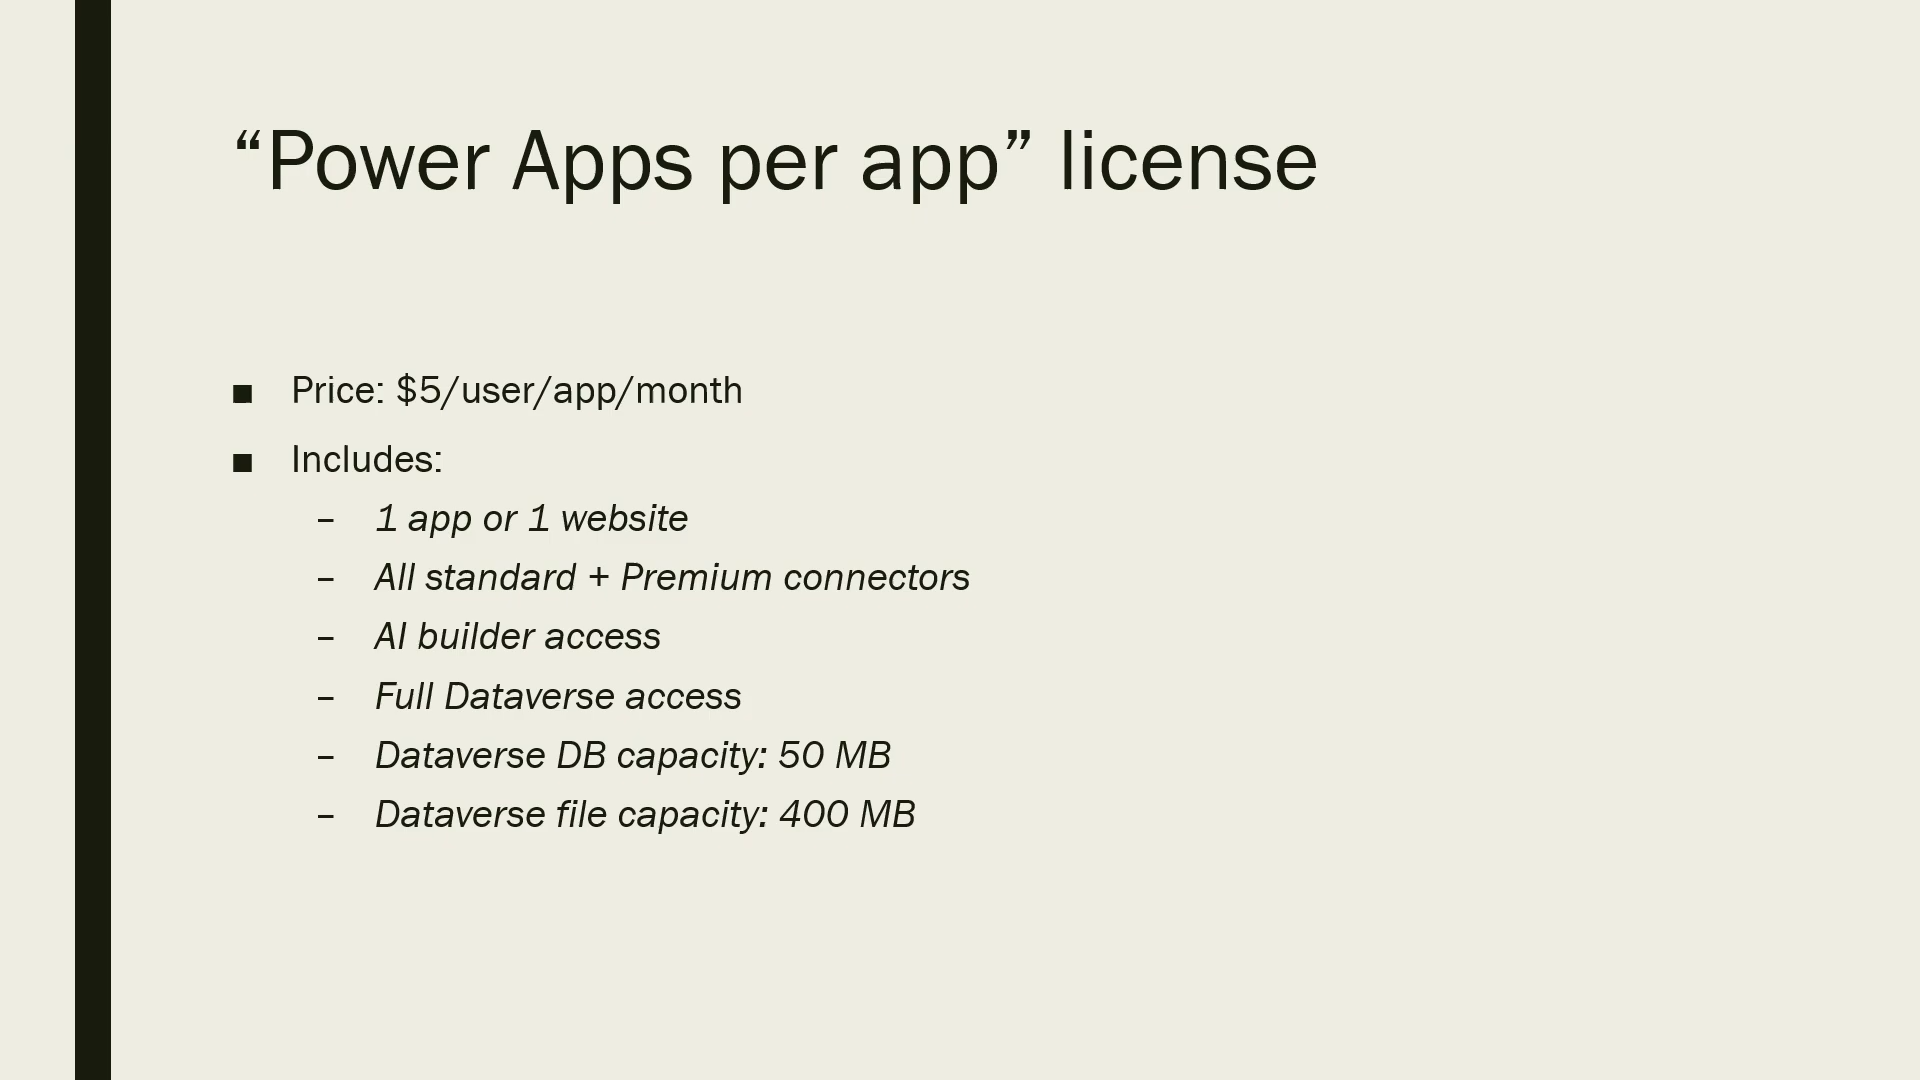 “Power Apps per app” license
■ Price: $5/user/app/month
■ Includes:
– 1 app or 1 website
– All standard + Premium connectors
– AI builder access
– Full Dataverse access
– Dataverse DB capacity: 50 MB
– Dataverse file capacity: 400 MB